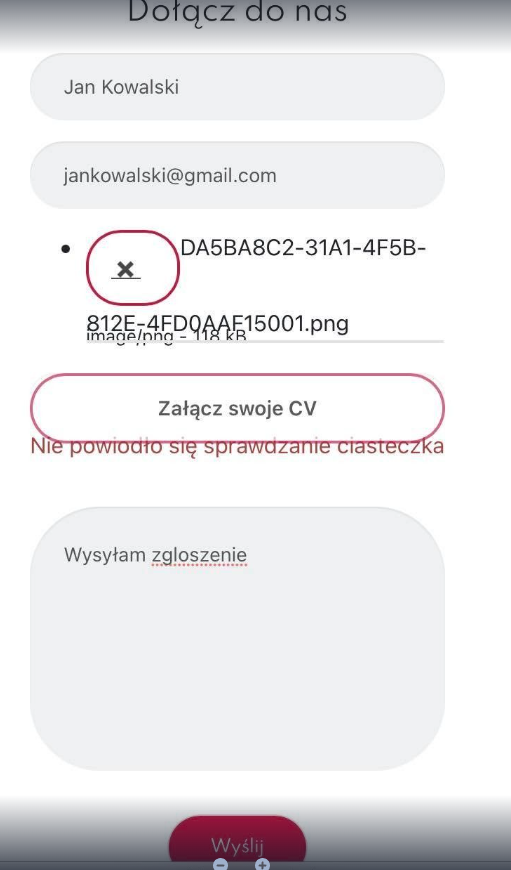 Dołącz do nas
Jan Kowalski
jankowalski@gmail.com
DA5BA8C2-31A1-4F5B-
812E-4FD0AAF15001.png
image/png - 118 kB
Załącz swoje CV
Nie powiodło się sprawdzanie ciasteczka
Wysyłam zgloszenie
Wyślij